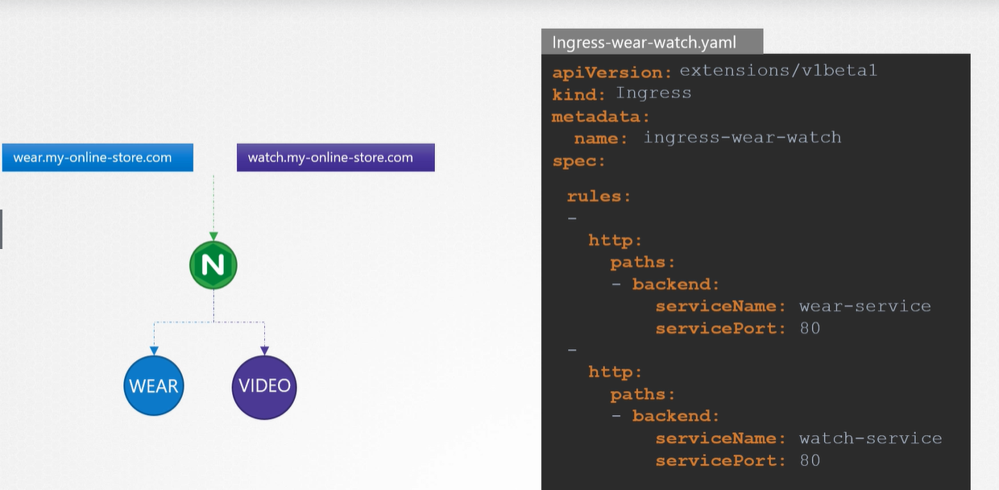 wear.my-online-store.com
watch.my-online-store.com
N
WEAR
VIDEO
Ingress-wear-watch.yaml
apiVersion: extensions/v1beta1
kind: Ingress
metadata:
  name: ingress-wear-watch
spec:
  rules:
  -
    http:
      paths:
      - backend:
          serviceName: wear-service
          servicePort: 80
  -
    http:
      paths:
      - backend:
          serviceName: watch-service
          servicePort: 80